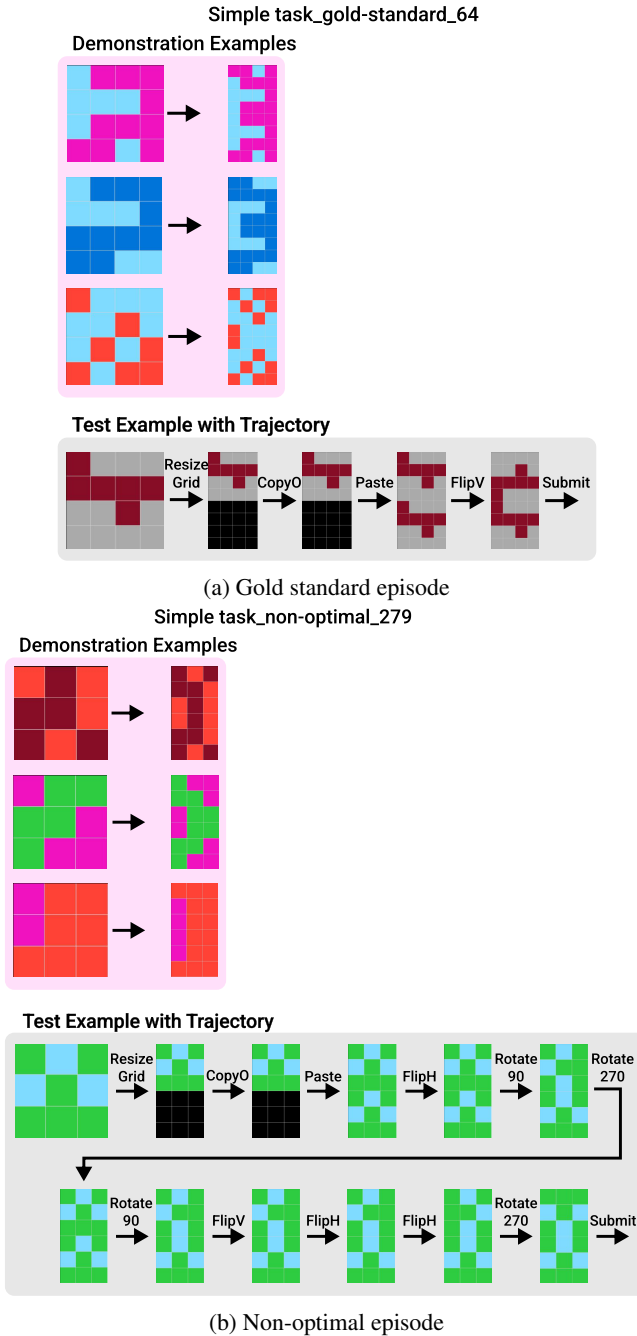 Simple task_gold-standard_64
Demonstration Examples
Test Example with Trajectory
Resize
Grid
CopyO
Paste
FlipV
Submit
(a) Gold standard episode
Simple task_non-optimal_279
Demonstration Examples
Test Example with Trajectory
Resize
Grid
CopyO
Paste
FlipH
Rotate
90
Rotate
270
Rotate
90
FlipV
FlipH
FlipH
Rotate
270
Submit
(b) Non-optimal episode